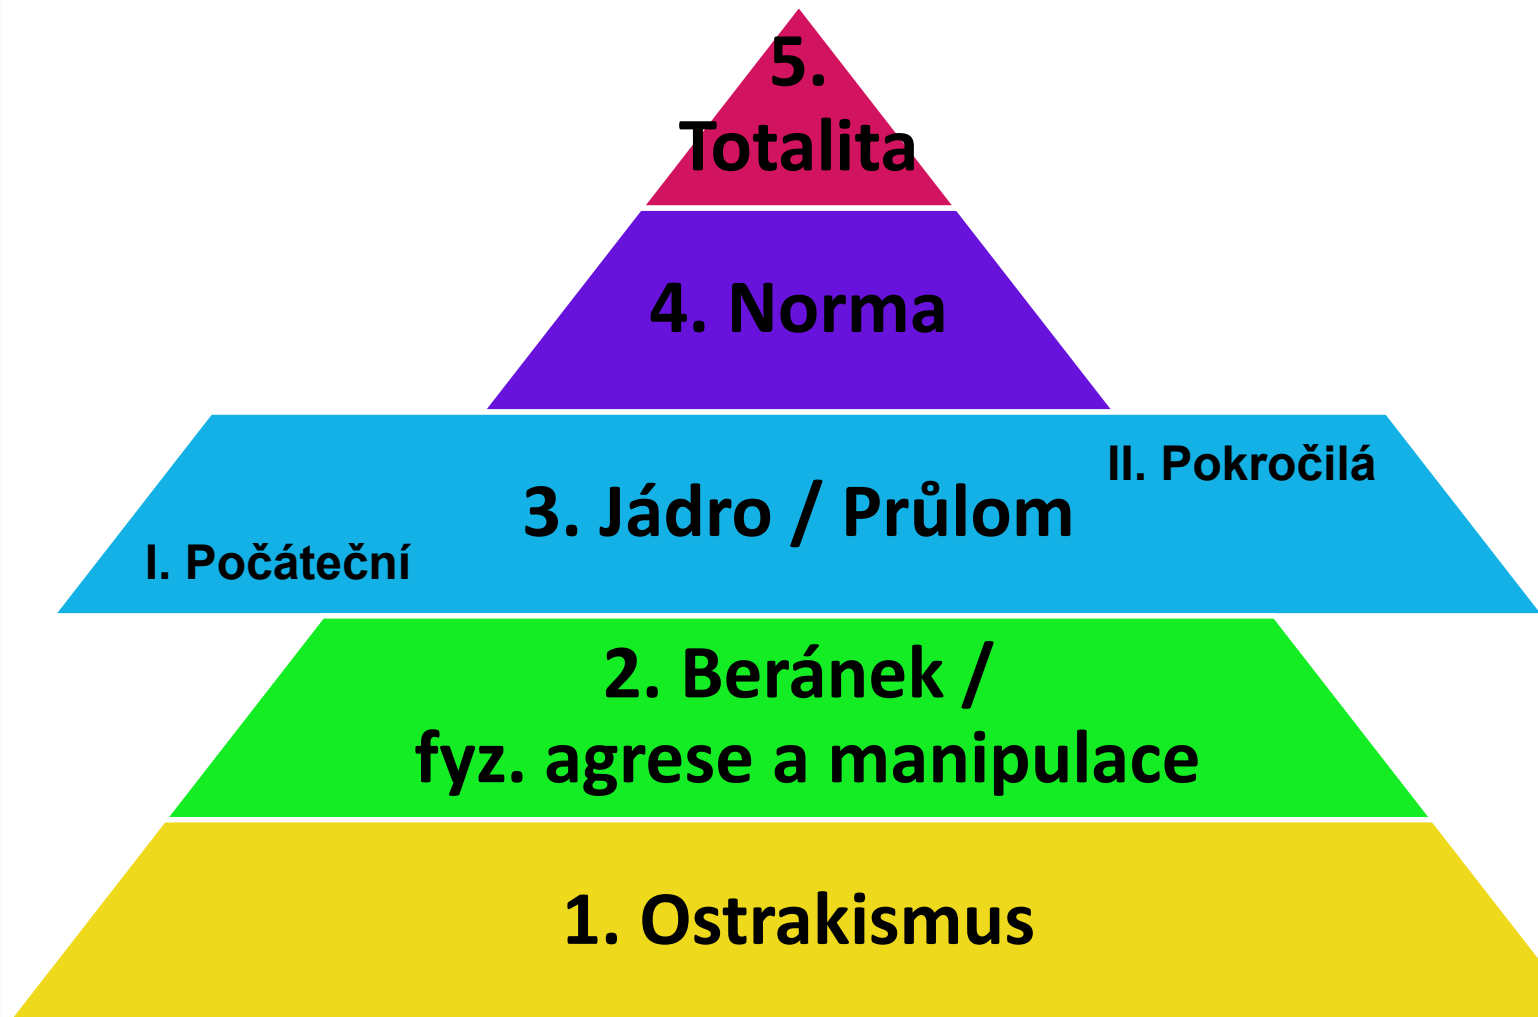 5.
Totalita
4. Norma
II. Pokročilá
3. Jádro / Průlom
I. Počáteční
2. Beránek /
fyz. agrese a manipulace
1. Ostrakismus